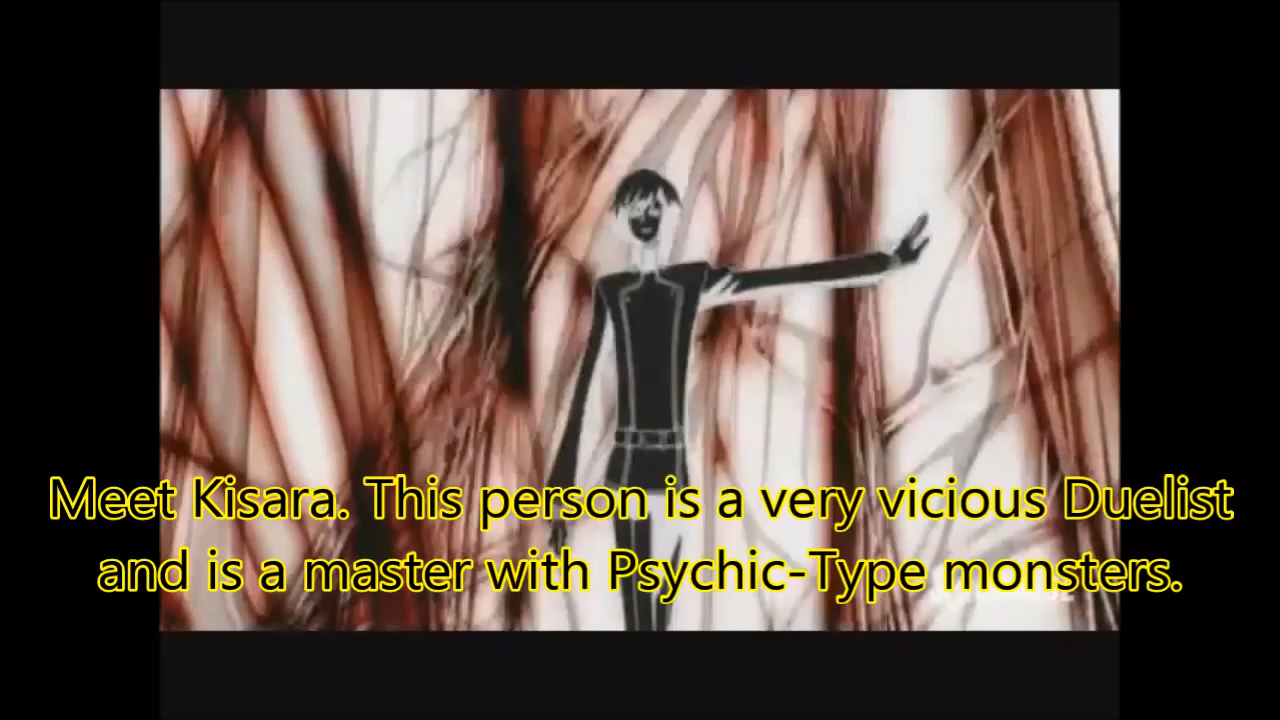 Meet Kisara. This person is a very vicious Duelist
and is a master with Psychic-Type monsters.